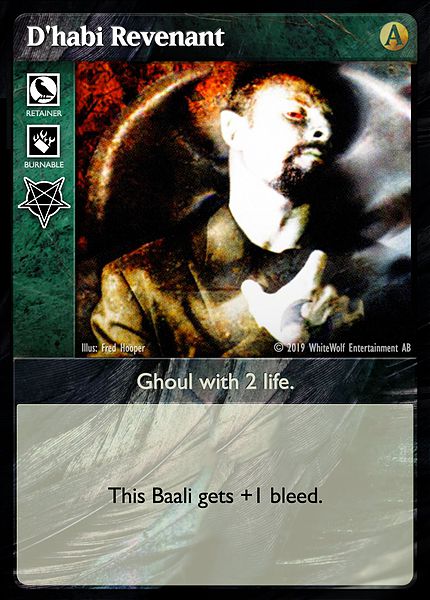 D'habi Revenant
A
RETAINER
BURNABLE
Illus: Fred Hooper
© 2019 WhiteWolf Entertainment AB
Ghoul with 2 life.
This Baali gets +1 bleed.